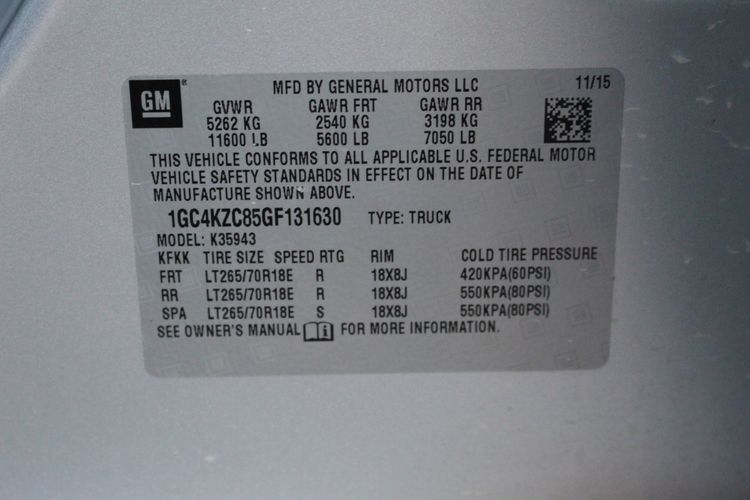 GM® MFD BY GENERAL MOTORS LLC 11/15
GVWR GAWR FRT GAWR RR
5262 KG 2540 KG 3198 KG
11600 LB 5600 LB 7050 LB
THIS VEHICLE CONFORMS TO ALL APPLICABLE U.S. FEDERAL MOTOR
VEHICLE SAFETY STANDARDS IN EFFECT ON THE DATE OF
MANUFACTURE SHOWN ABOVE.
1GC4KZC85GF131630 TYPE: TRUCK
MODEL: K35943
KFKK TIRE SIZE SPEED RTG RIM COLD TIRE PRESSURE
FRT LT265/70R18E R 18X8J 420KPA(60PSI)
RR LT265/70R18E R 18X8J 550KPA(80PSI)
SPA LT265/70R18E S 18X8J 550KPA(80PSI)
SEE OWNER'S MANUAL FOR MORE INFORMATION.